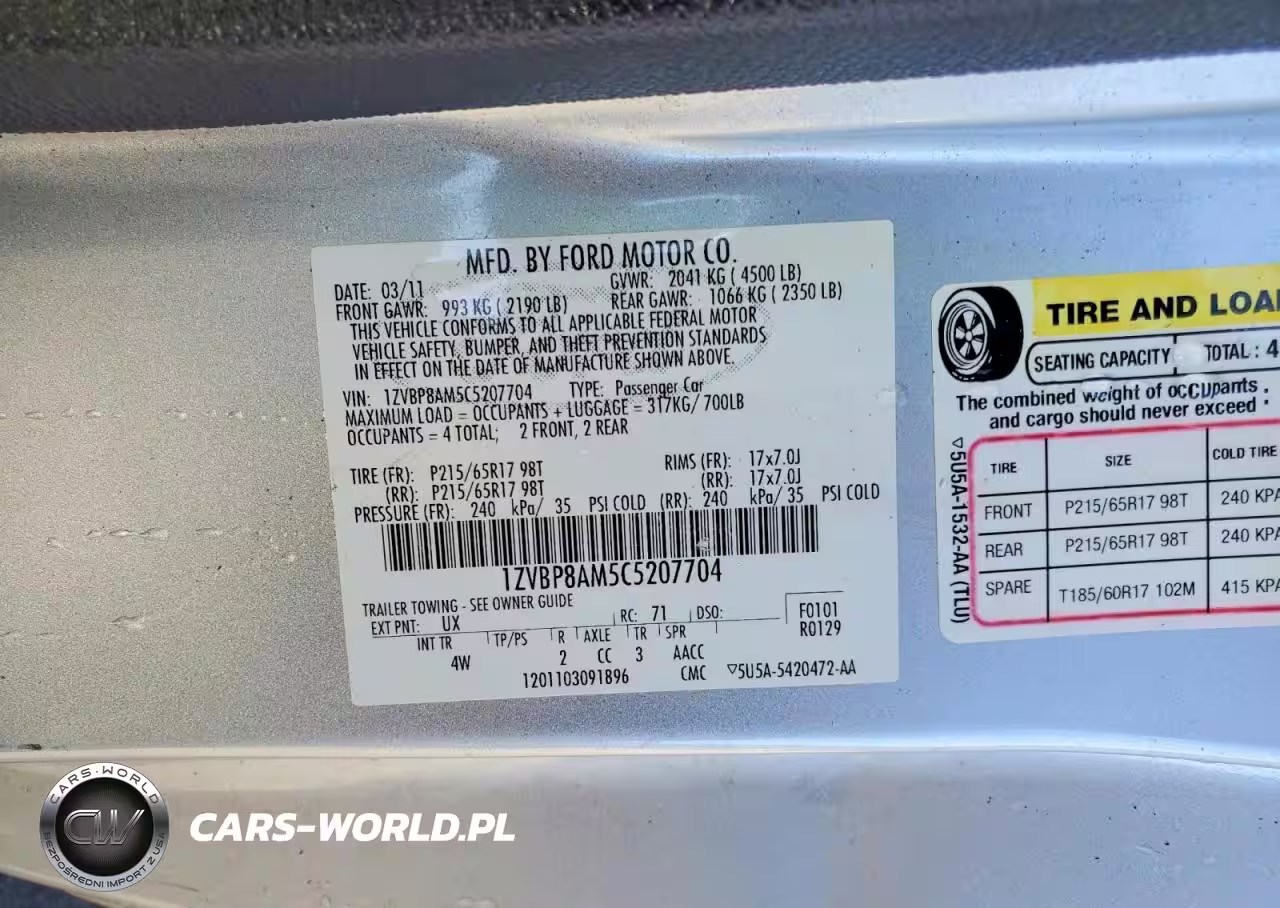 MFD. BY FORD MOTOR CO.
DATE: 03/11 GVWR: 2041 KG ( 4500 LB)
FRONT GAWR: 993 KG ( 2190 LB) REAR GAWR: 1066 KG ( 2350 LB)
THIS VEHICLE CONFORMS TO ALL APPLICABLE FEDERAL MOTOR
VEHICLE SAFETY, BUMPER, AND THEFT PREVENTION STANDARDS
IN EFFECT ON THE DATE OF MANUFACTURE SHOWN ABOVE.
VIN: 1ZVBP8AM5C5207704 TYPE: Passenger Car
MAXIMUM LOAD = OCCUPANTS + LUGGAGE = 317KG/ 700LB
OCCUPANTS = 4 TOTAL; 2 FRONT, 2 REAR
TIRE (FR): P215/65R17 98T RIMS (FR): 17x7.0J
(RR): P215/65R17 98T (RR): 17x7.0J
PRESSURE (FR): 240 kPa/ 35 PSI COLD (RR): 240 kPa/ 35 PSI COLD
1ZVBP8AM5C5207704
TRAILER TOWING - SEE OWNER GUIDE
EXT PNT: UX RC: 71 DSO: F0101
R0129
INT TR TP/PS R AXLE TR SPR
4W 2 CC 3 AACC
1201103091896 CMC ▽5U5A-5420472-AA
TIRE AND LOA
SEATING CAPACITY TOTAL : 4
The combined weight of occupants
and cargo should never exceed :
TIRE SIZE COLD TIRE
FRONT P215/65R17 98T 240 KPA
REAR P215/65R17 98T 240 KPA
SPARE T185/60R17 102M 415 KPA
▽5U5A-1532-AA (TLU)
CARS-WORLD
CW
BEZPOŚREDNI IMPORT Z USA
CARS-WORLD.PL